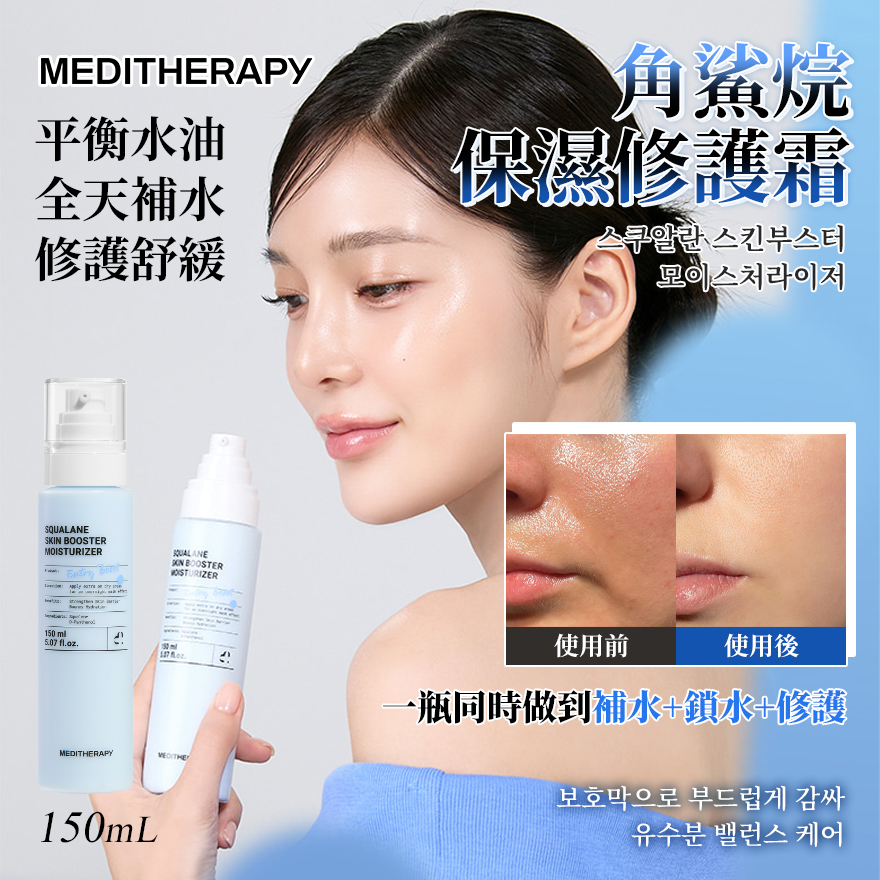 MEDITHERAPY
平衡水油
全天補水
修護舒緩
角鯊烷
保濕修護霜
스쿠알란 스킨부스터
모이스처라이저
SQUALANE
SKIN BOOSTER
MOISTURIZER
150 ml
5.07 fl.oz.
MEDITHERAPY
SQUALANE
SKIN BOOSTER
MOISTURIZER
150 ml
5.07 fl.oz.
使用前
使用後
一瓶同時做到補水+鎖水+修護
보호막으로 부드럽게 감싸
유수분 밸런스 케어
150mL